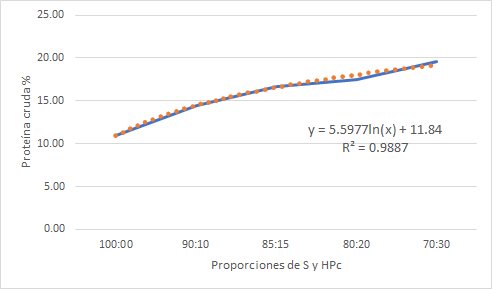 25.00
20.00
15.00
10.00
5.00
0.00
Proteína cruda %
y = 5.5977ln(x) + 11.84
R² = 0.9887
100:00 90:10 85:15 80:20 70:30
Proporciones de S y HPc